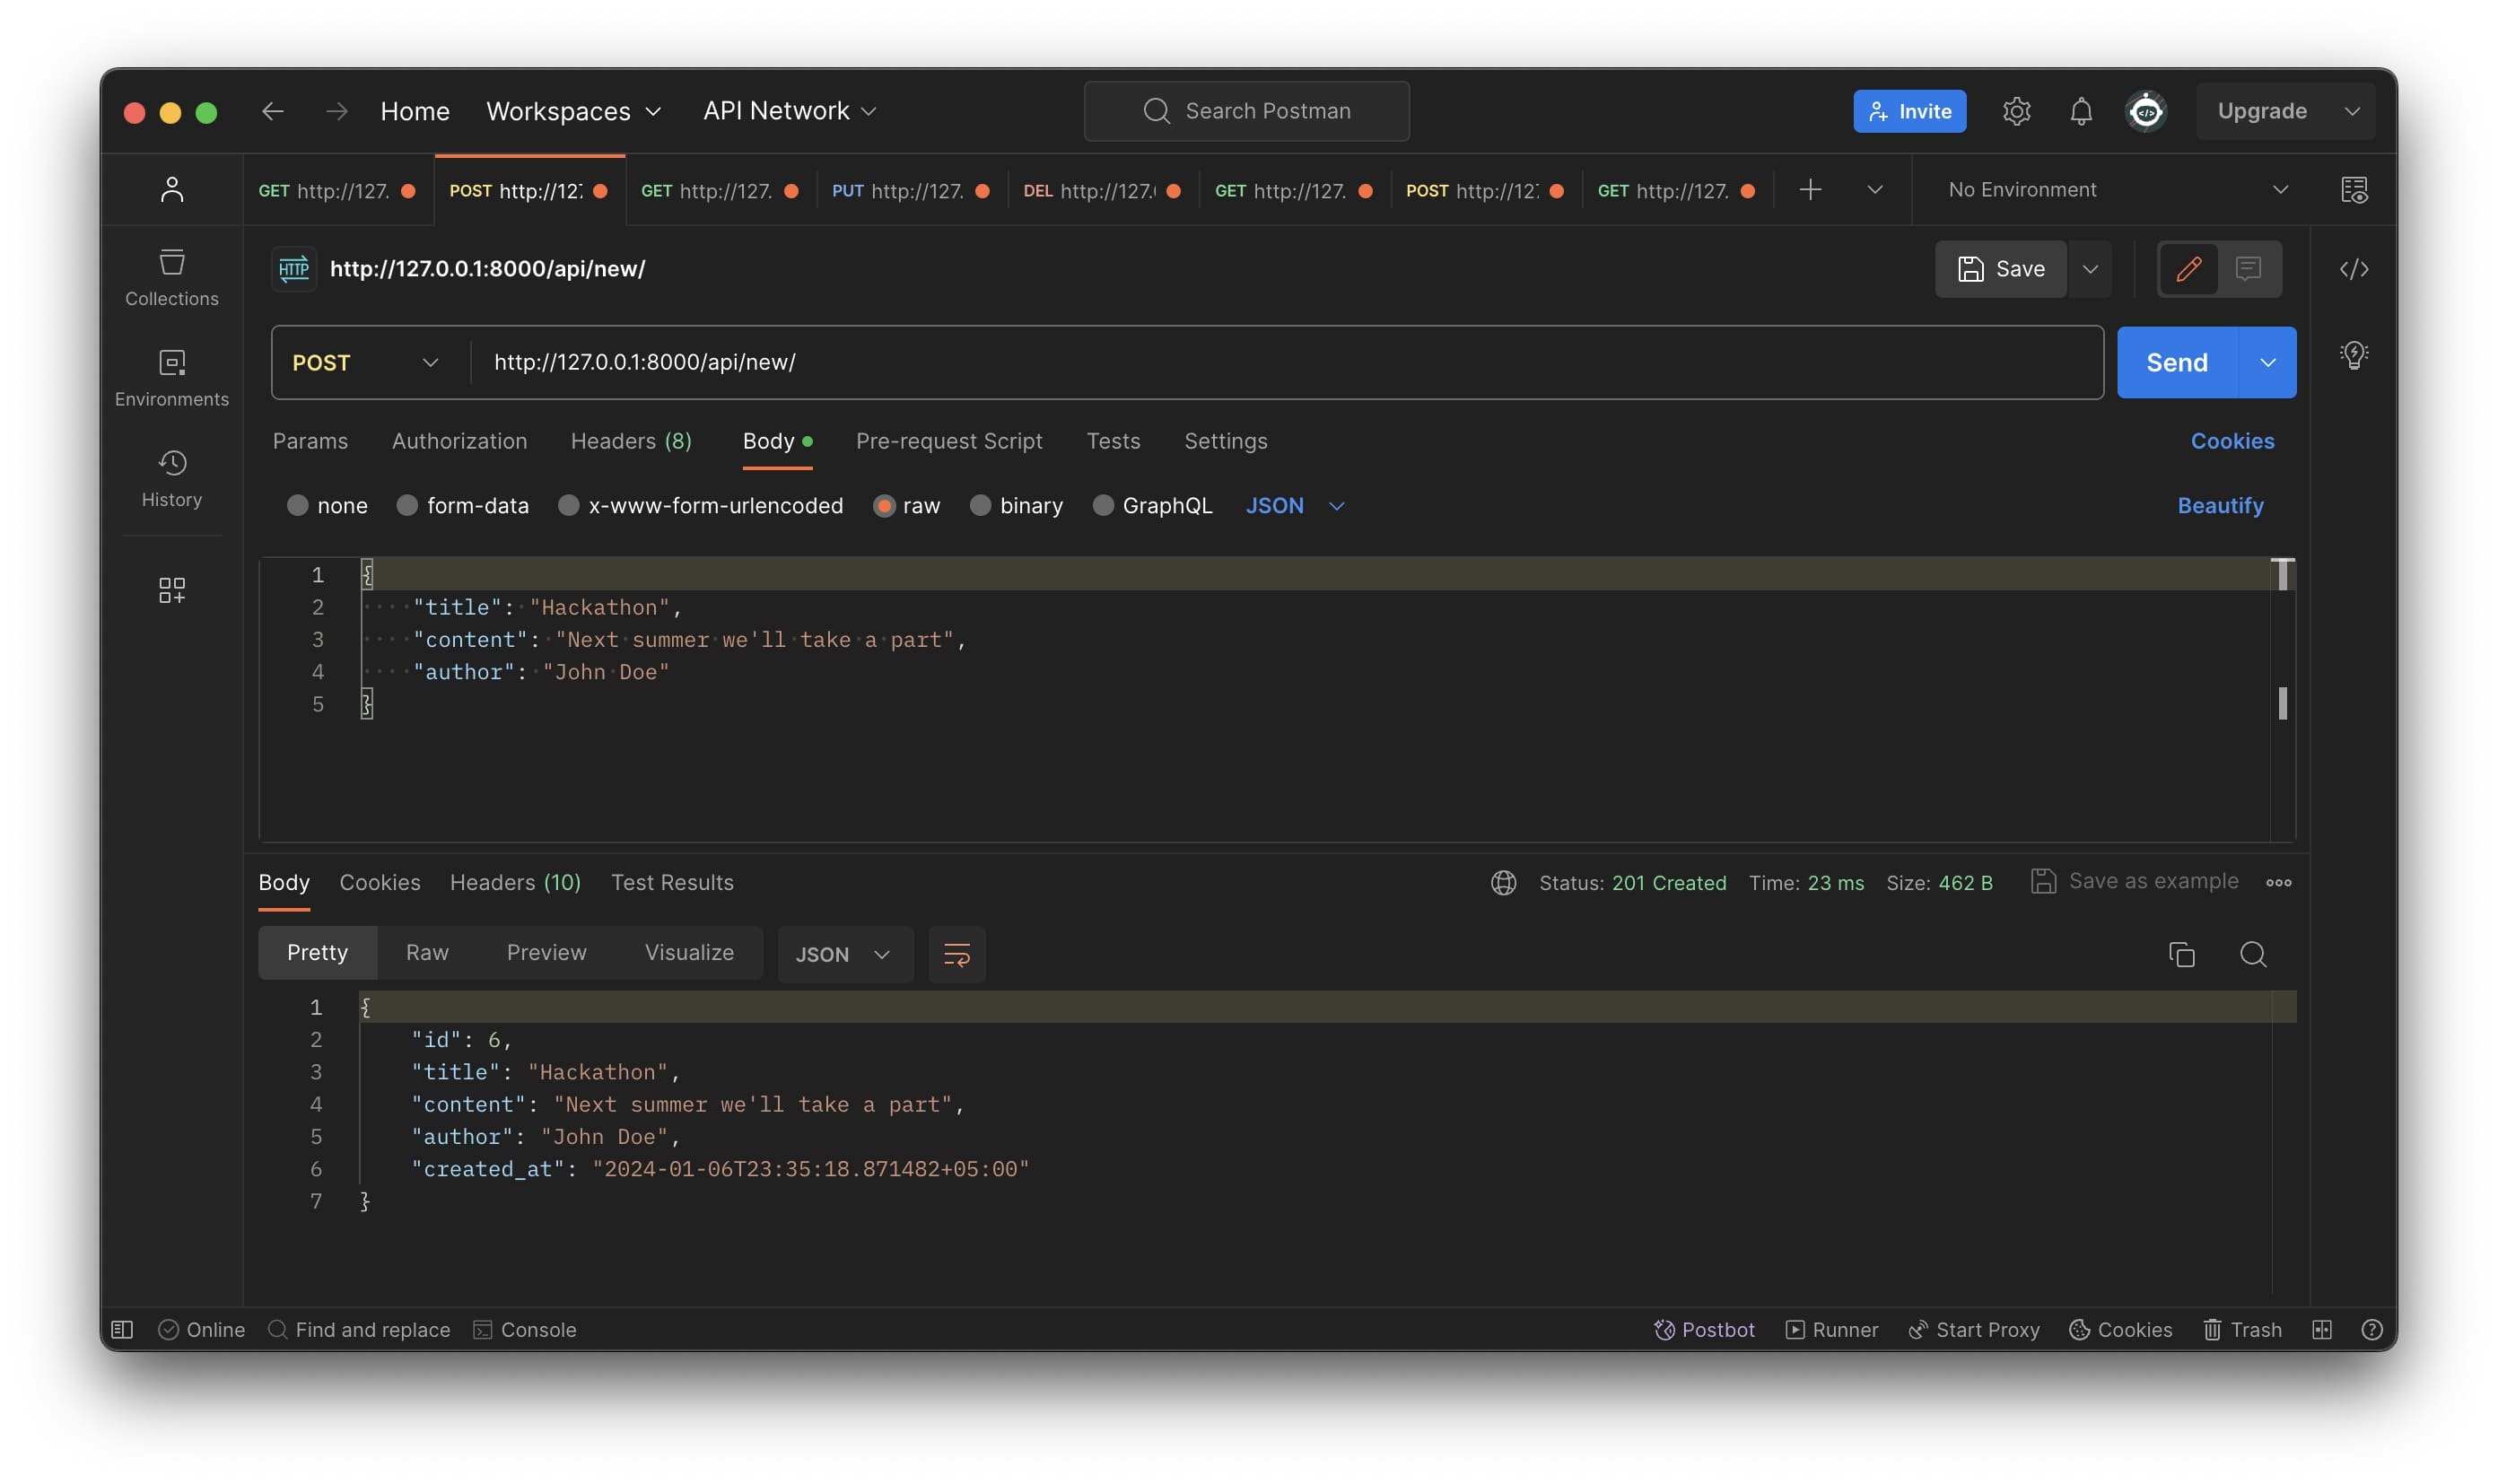 Home Workspaces API Network Search Postman Invite Upgrade
GET http://127. POST http://127 GET http://127. PUT http://127. DEL http://127.0 GET http://127. POST http://127. GET http://127. No Environment
HTTP http://127.0.0.1:8000/api/new/ Save
Collections
POST http://127.0.0.1:8000/api/new/ Send
Environments
Params Authorization Headers (8) Body Pre-request Script Tests Settings Cookies
History
none form-data x-www-form-urlencoded raw binary GraphQL JSON Beautify
1 {
2 "title": "Hackathon",
3 "content": "Next summer we'll take a part",
4 "author": "John Doe"
5 }
Body Cookies Headers (10) Test Results Status: 201 Created Time: 23 ms Size: 462 B Save as example
Pretty Raw Preview Visualize JSON
1 {
2 "id": 6,
3 "title": "Hackathon",
4 "content": "Next summer we'll take a part",
5 "author": "John Doe",
6 "created_at": "2024-01-06T23:35:18.871482+05:00"
7 }
Online Find and replace Console Postbot Runner Start Proxy Cookies Trash